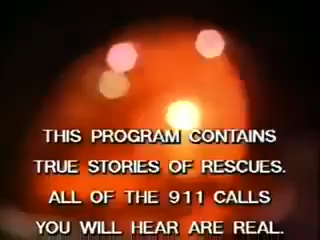 THIS PROGRAM CONTAINS
TRUE STORIES OF RESCUES.
ALL OF THE 911 CALLS
YOU WILL HEAR ARE REAL.